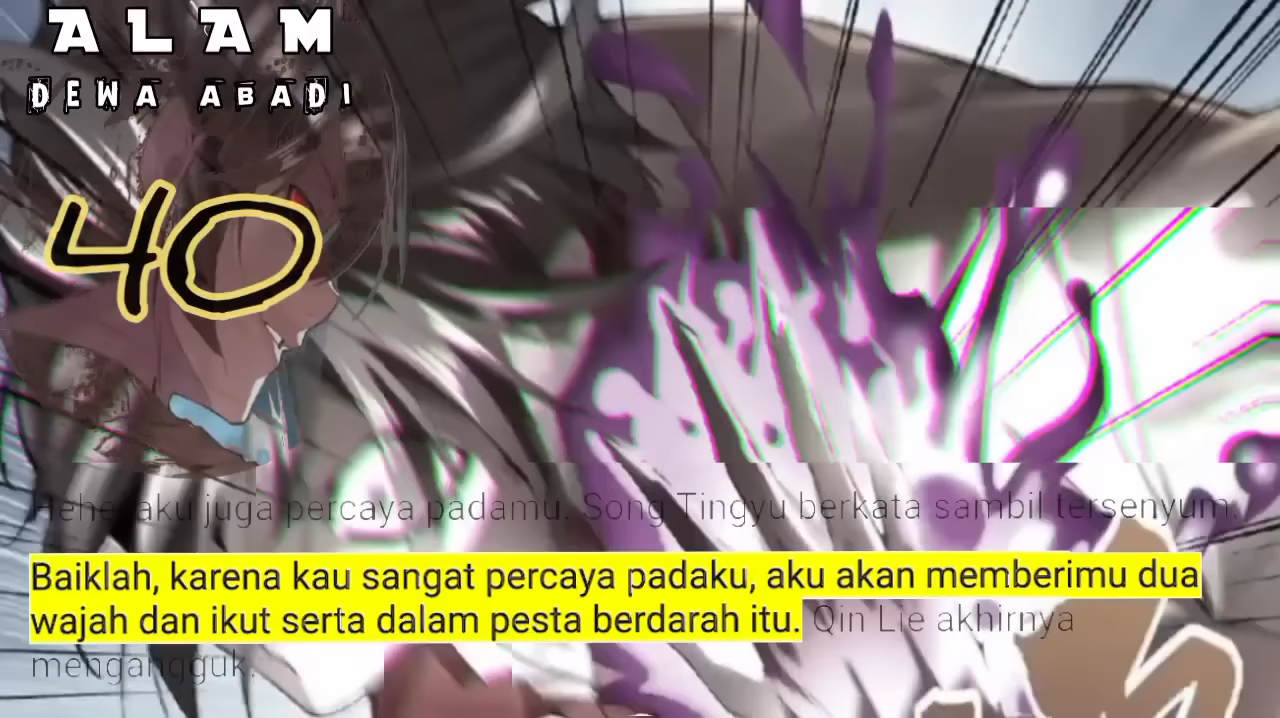 ALAM
DEWA ABADI
40
Hehe, aku juga percaya padamu. Song Tingyu berkata sambil tersenyum.
Baiklah, karena kau sangat percaya padaku, aku akan memberimu dua
wajah dan ikut serta dalam pesta berdarah itu. Qin Lie akhirnya
mengangguk.